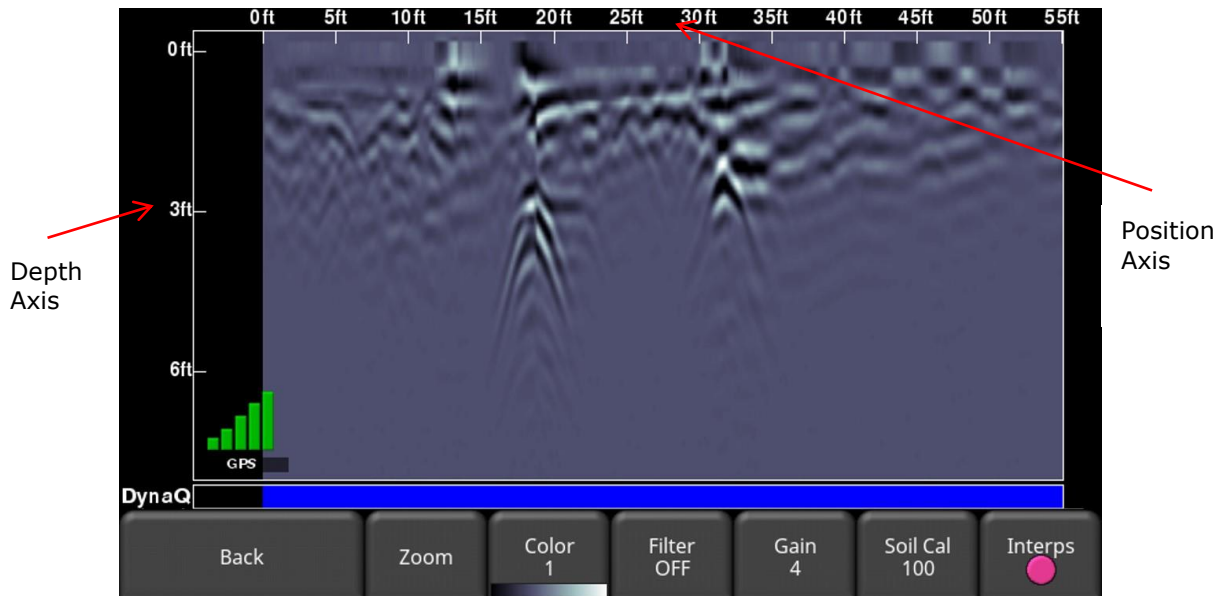 0ft 5ft 10ft 15ft 20ft 25ft 30ft 35ft 40ft 45ft 50ft 55ft
0ft
3ft
6ft
Depth
Axis
Position
Axis
GPS
DynaQ
Back
Zoom
Color
1
Filter
OFF
Gain
4
Soil Cal
100
Interps